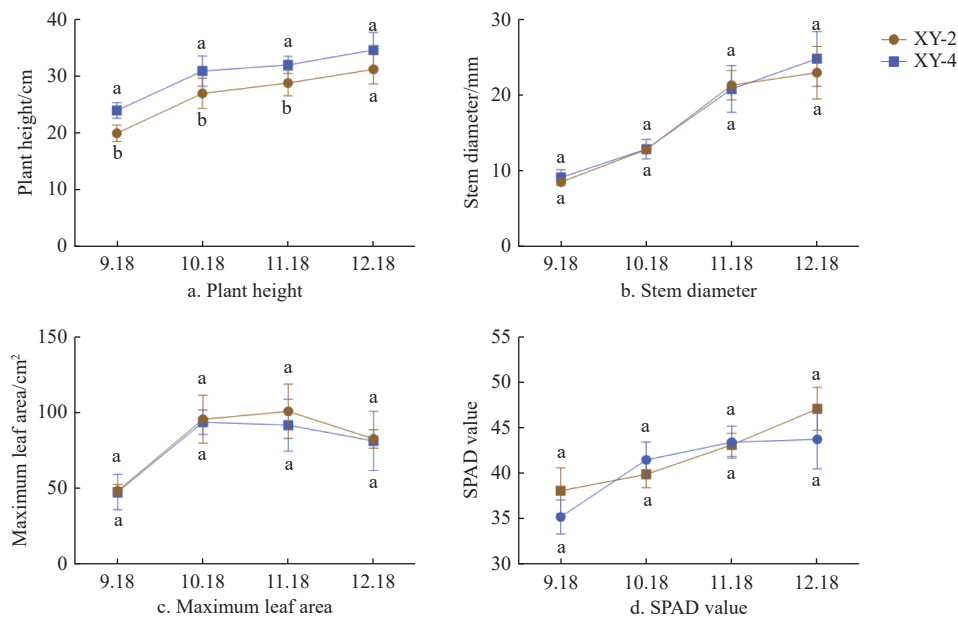 40
30
20
10
0
Plant height/cm
a
a
a
a
b
b
b
a
9.18
10.18
11.18
12.18
a. Plant height
30
20
10
0
Stem diameter/mm
a
a
a
a
a
a
a
a
9.18
10.18
11.18
12.18
b. Stem diameter
XY-2
XY-4
150
100
50
0
Maximum leaf area/cm²
a
a
a
a
a
a
a
a
9.18
10.18
11.18
12.18
c. Maximum leaf area
55
50
45
40
35
30
SPAD value
a
a
a
a
a
a
a
a
9.18
10.18
11.18
12.18
d. SPAD value